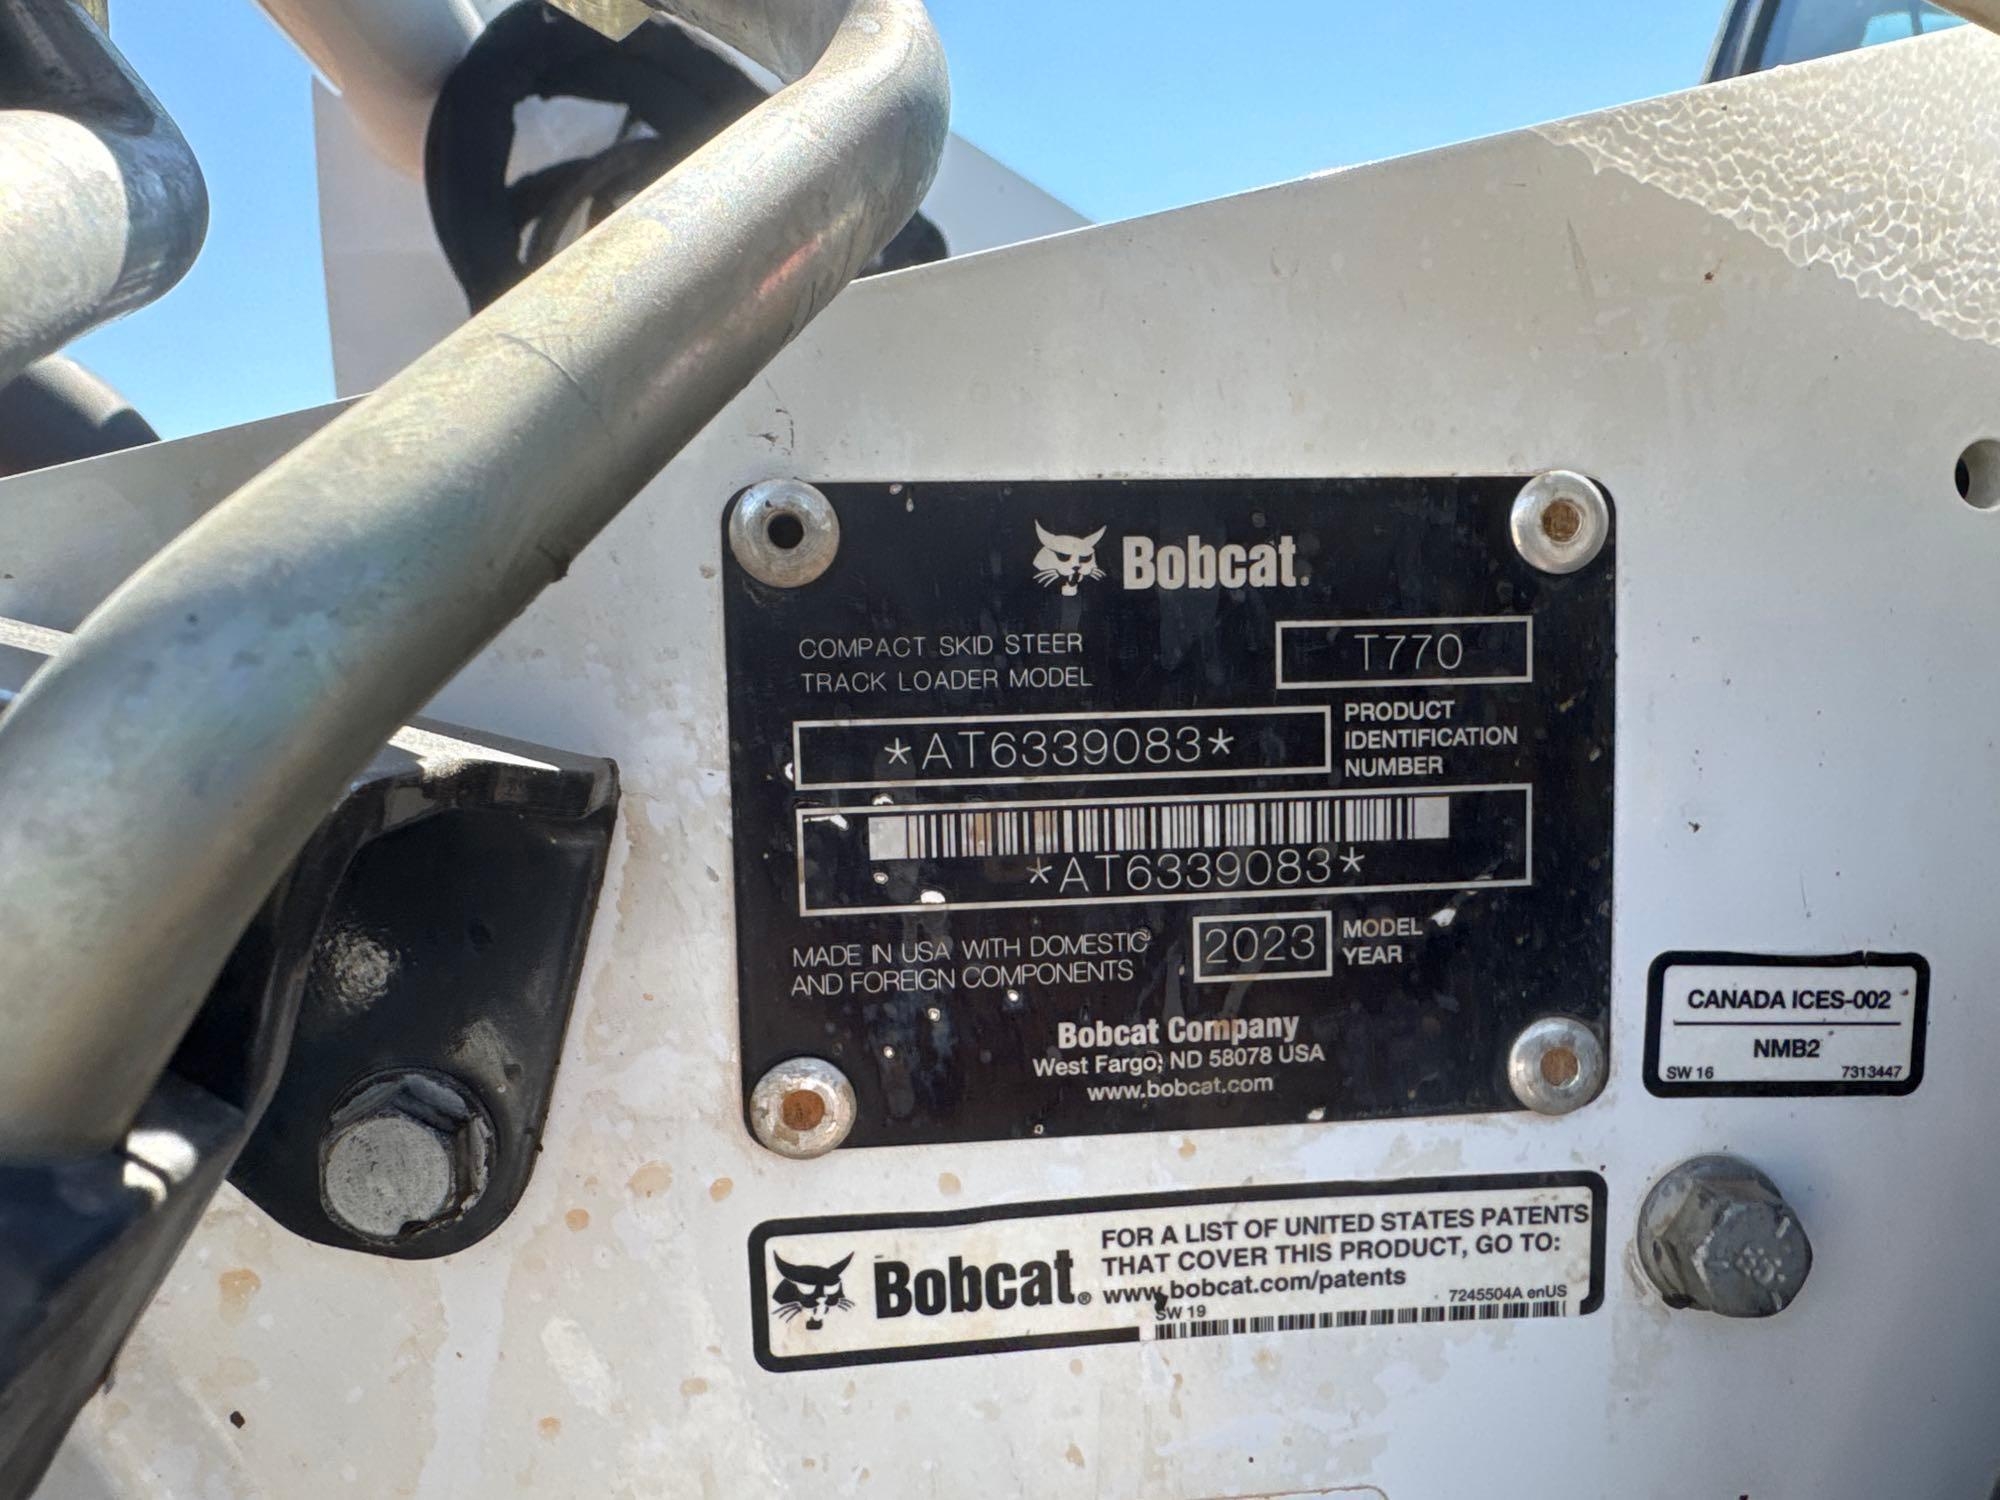 Bobcat.
COMPACT SKID STEER
TRACK LOADER MODEL
T770
*AT6339083*
PRODUCT
IDENTIFICATION
NUMBER
*AT6339083*
MADE IN USA WITH DOMESTIC
AND FOREIGN COMPONENTS
2023
MODEL
YEAR
Bobcat Company
West Fargo, ND 58078 USA
www.bobcat.com
CANADA ICES-002
NMB2
SW 16 7313447
Bobcat®
FOR A LIST OF UNITED STATES PATENTS
THAT COVER THIS PRODUCT, GO TO:
www.bobcat.com/patents
7245504A enUS
SW 19